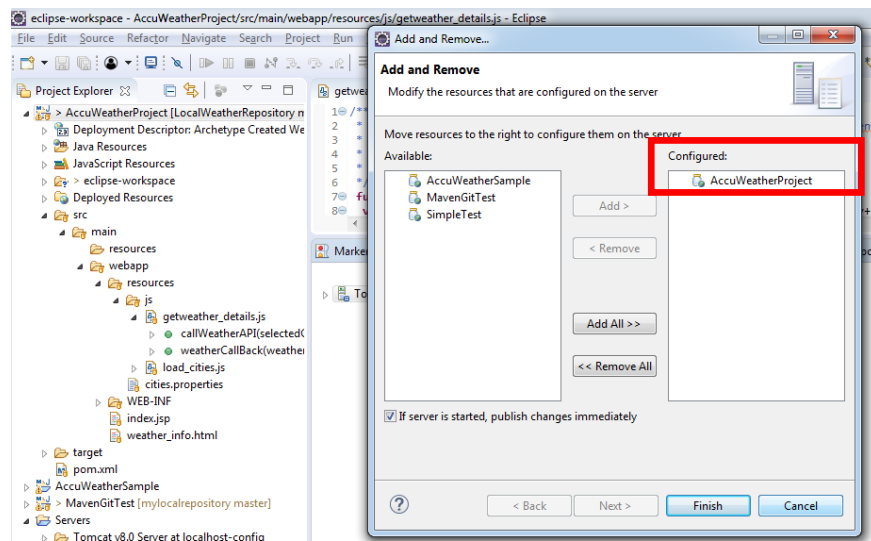 eclipse-workspace - AccuWeatherProject/src/main/webapp/resources/js/getweather_details.js - Eclipse
File Edit Source Refactor Navigate Search Project Run
Project Explorer
> AccuWeatherProject [LocalWeatherRepository m
Deployment Descriptor: Archetype Created We
Java Resources
JavaScript Resources
> eclipse-workspace
Deployed Resources
src
main
resources
webapp
resources
js
getweather_details.js
callWeatherAPI(selectedC
weatherCallBack(weather
load_cities.js
cities.properties
WEB-INF
index.jsp
weather_info.html
target
pom.xml
AccuWeatherSample
> MavenGitTest [mylocalrepository master]
Servers
Tomcat v8.0 Server at localhost-config
getwea
1 /**
2 *
3 *
4 *
5 *
6 */
7 fu
8 v
Marke
To
Add and Remove...
Add and Remove
Modify the resources that are configured on the server
Move resources to the right to configure them on the server
Available:
AccuWeatherSample
MavenGitTest
SimpleTest
Add >
< Remove
Add All >>
<< Remove All
Configured:
AccuWeatherProject
If server is started, publish changes immediately
?
< Back
Next >
Finish
Cancel